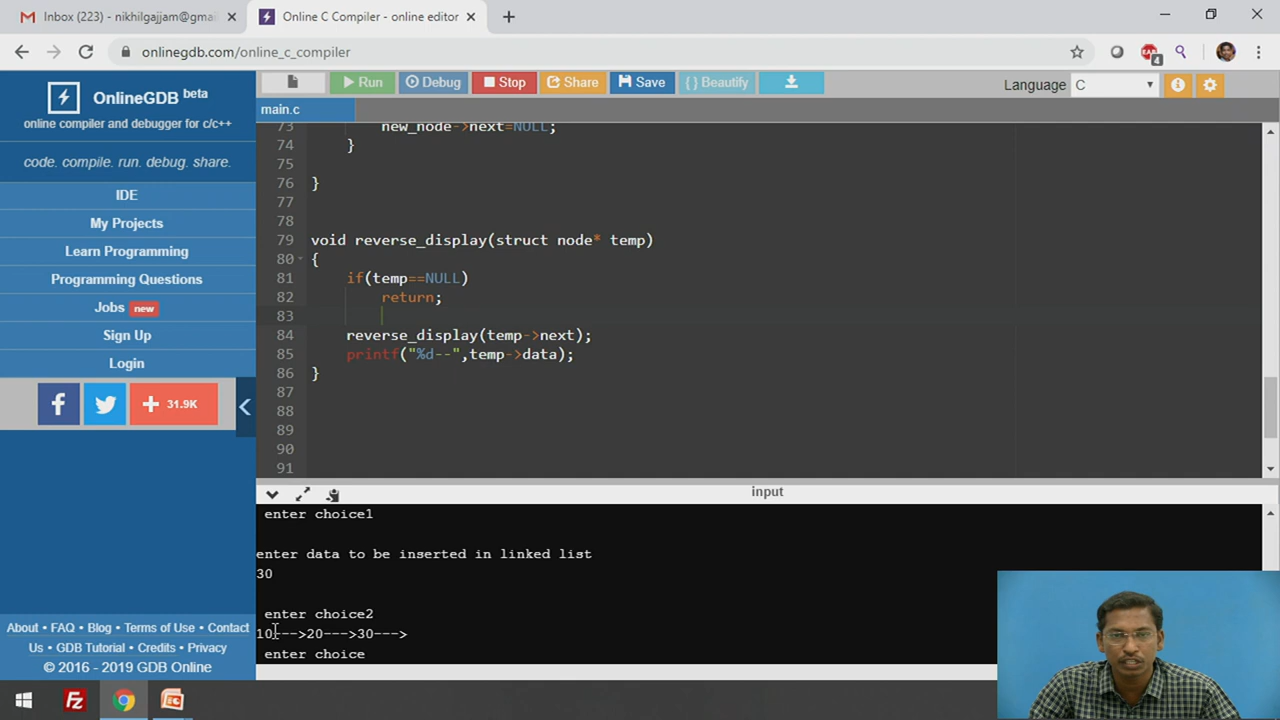 Inbox (223) - nikhilgajjam@gmai
Online C Compiler - online editor
onlinegdb.com/online_c_compiler
4
OnlineGDB beta
online compiler and debugger for c/c++
code. compile. run. debug. share.
IDE
My Projects
Learn Programming
Programming Questions
Jobs new
Sign Up
Login
31.9K
About • FAQ • Blog • Terms of Use • Contact
Us • GDB Tutorial • Credits • Privacy
© 2016 - 2019 GDB Online
Run Debug Stop Share Save { } Beautify
Language C
main.c
73 new_node->next=NULL;
74 }
75
76 }
77
78
79 void reverse_display(struct node* temp)
80 {
81 if(temp==NULL)
82 return;
83
84 reverse_display(temp->next);
85 printf("%d--",temp->data);
86 }
87
88
89
90
91
input
enter choice1
enter data to be inserted in linked list
30
enter choice2
10--->20--->30--->
enter choice